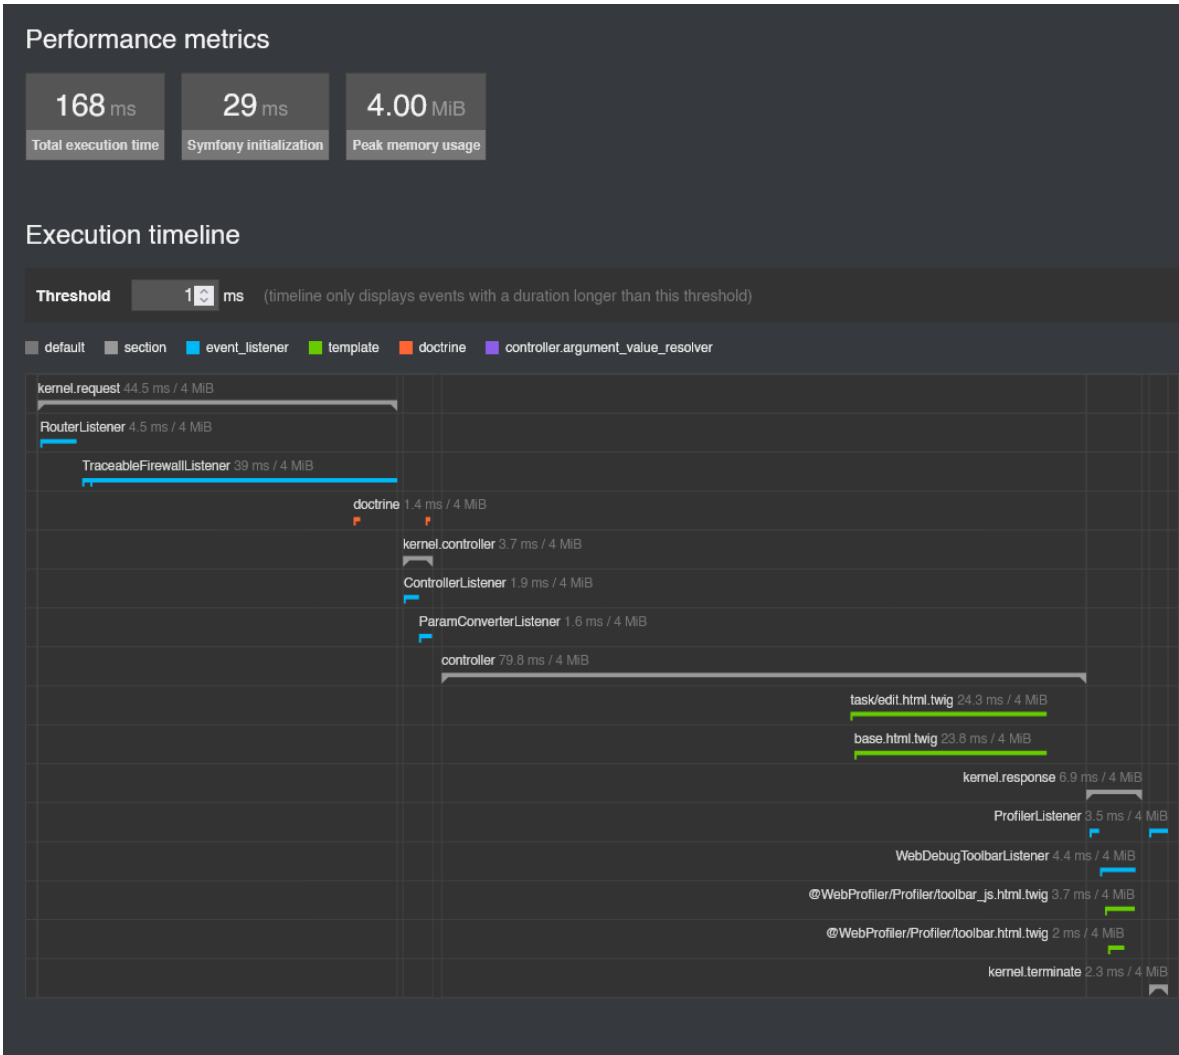 Performance metrics
168 ms
29 ms
4.00 MiB
Total execution time
Symfony initialization
Peak memory usage
Execution timeline
Threshold 1 ms (timeline only displays events with a duration longer than this threshold)
default section event_listener template doctrine controller.argument_value_resolver
kernel.request 44.5 ms / 4 MiB
RouterListener 4.5 ms / 4 MiB
TraceableFirewallListener 39 ms / 4 MiB
doctrine 1.4 ms / 4 MiB
kernel.controller 3.7 ms / 4 MiB
ControllerListener 1.9 ms / 4 MiB
ParamConverterListener 1.6 ms / 4 MiB
controller 79.8 ms / 4 MiB
task/edit.html.twig 24.3 ms / 4 MiB
base.html.twig 23.8 ms / 4 MiB
kernel.response 6.9 ms / 4 MiB
ProfilerListener 3.5 ms / 4 MiB
WebDebugToolbarListener 4.4 ms / 4 MiB
@WebProfiler/Profiler/toolbar_js.html.twig 3.7 ms / 4 MiB
@WebProfiler/Profiler/toolbar.html.twig 2 ms / 4 MiB
kernel.terminate 2.3 ms / 4 MiB